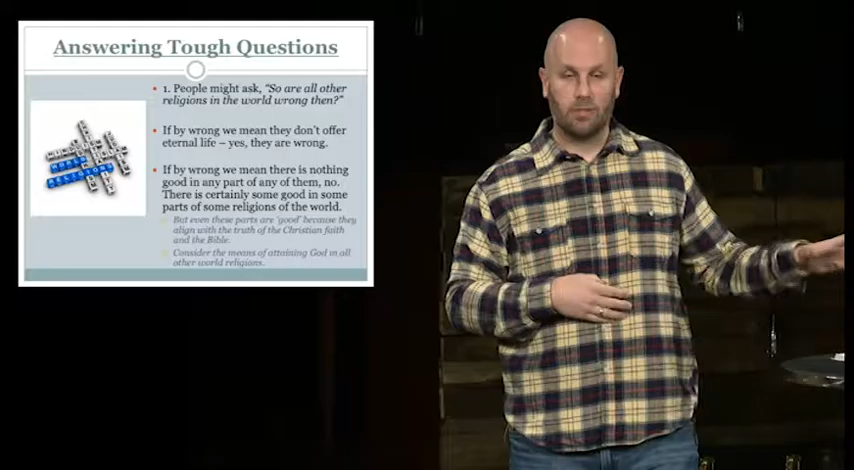 Answering Tough Questions
1. People might ask, "So are all other
religions in the world wrong then?"
If by wrong we mean they don't offer
eternal life – yes, they are wrong.
If by wrong we mean there is nothing
good in any part of any of them, no.
There is certainly some good in some
parts of some religions of the world.
But even these parts are 'good' because they
align with the truth of the Christian faith
and the Bible.
Consider the means of attaining God in all
other world religions.
WORLD
RELIGIONS